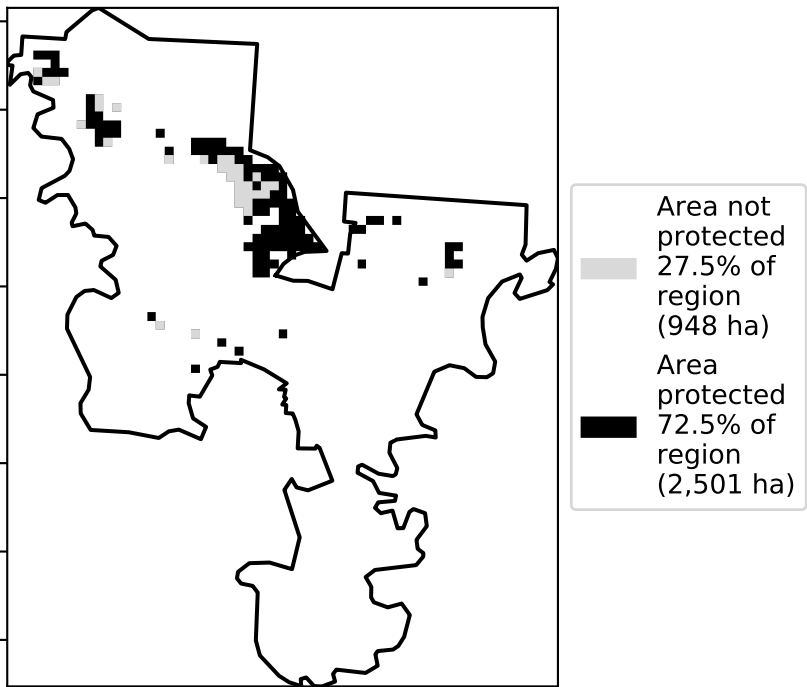 Area not
protected
27.5% of
region
(948 ha)
Area
protected
72.5% of
region
(2,501 ha)